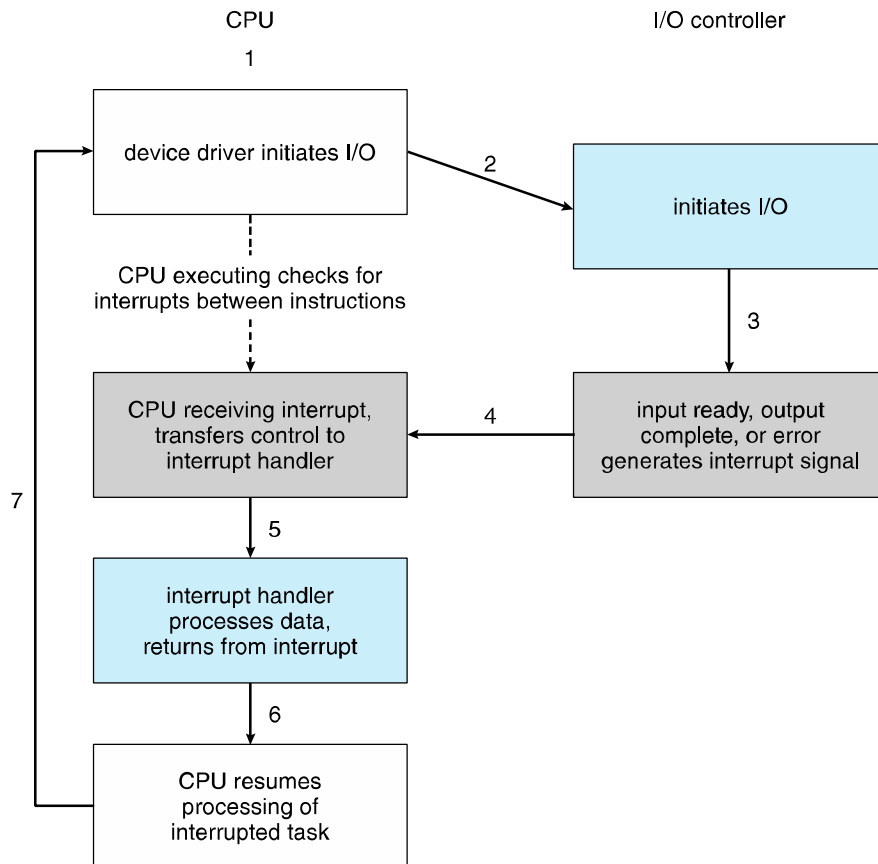 CPU
I/O controller
1
device driver initiates I/O
2
initiates I/O
CPU executing checks for
interrupts between instructions
3
CPU receiving interrupt,
transfers control to
interrupt handler
4
input ready, output
complete, or error
generates interrupt signal
7
5
interrupt handler
processes data,
returns from interrupt
6
CPU resumes
processing of
interrupted task